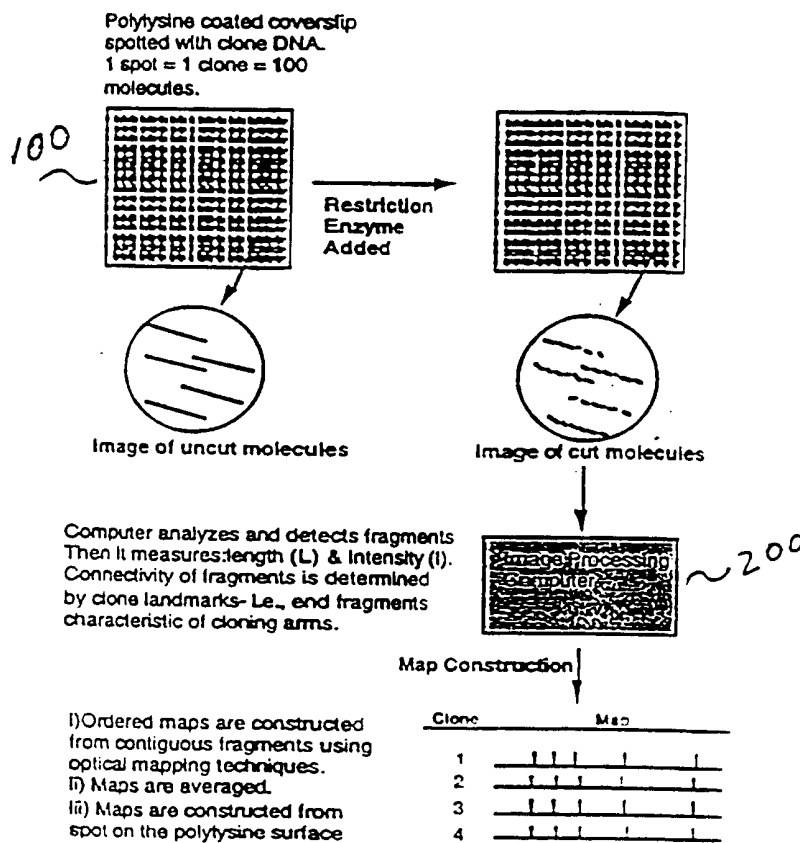 Polylysine coated coverslip
spotted with clone DNA.
1 spot = 1 clone = 100
molecules.
100
Restriction
Enzyme
Added
Image of uncut molecules
Image of cut molecules
Computer analyzes and detects fragments
Then it measures:length (L) & Intensity (I).
Connectivity of fragments is determined
by clone landmarks- i.e., end fragments
characteristic of cloning arms.
Image Processing
Computer
200
Map Construction
i)Ordered maps are constructed
from contiguous fragments using
optical mapping techniques.
ii) Maps are averaged.
iii) Maps are constructed from
spot on the polylysine surface
Clone Map
1
2
3
4